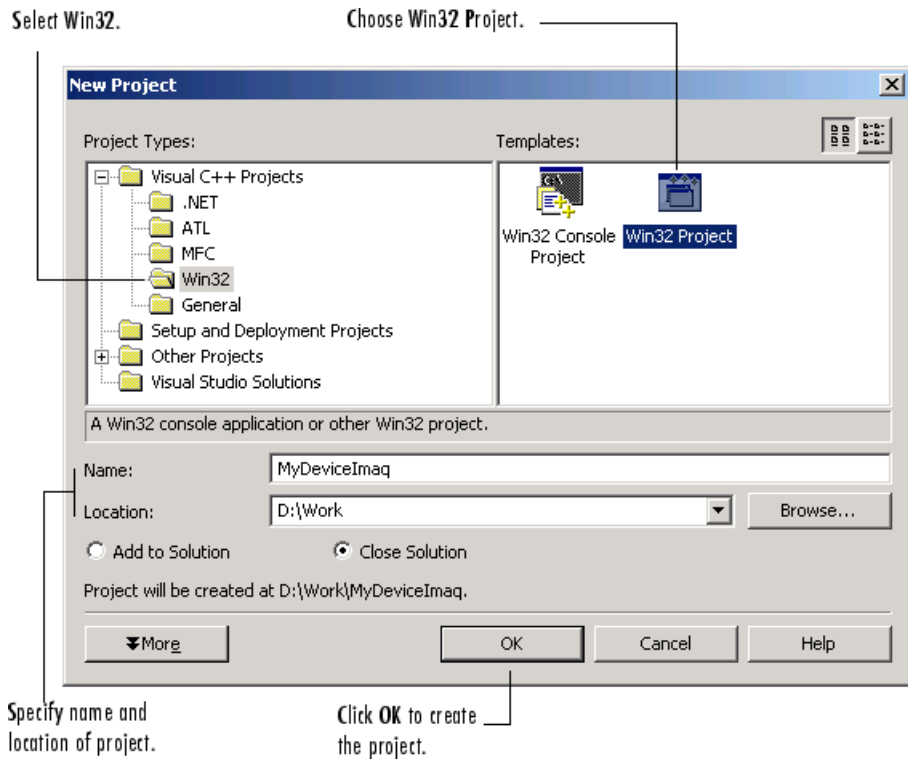 Select Win32.
Choose Win32 Project.
New Project
Project Types:
Templates:
Visual C++ Projects
.NET
ATL
MFC
Win32
General
Setup and Deployment Projects
Other Projects
Visual Studio Solutions
Win32 Console
Project
Win32 Project
A Win32 console application or other Win32 project.
Name:
MyDeviceImaq
Location:
D:\Work
Browse...
Add to Solution
Close Solution
Project will be created at D:\Work\MyDeviceImaq.
More
OK
Cancel
Help
Specify name and
location of project.
Click OK to create
the project.